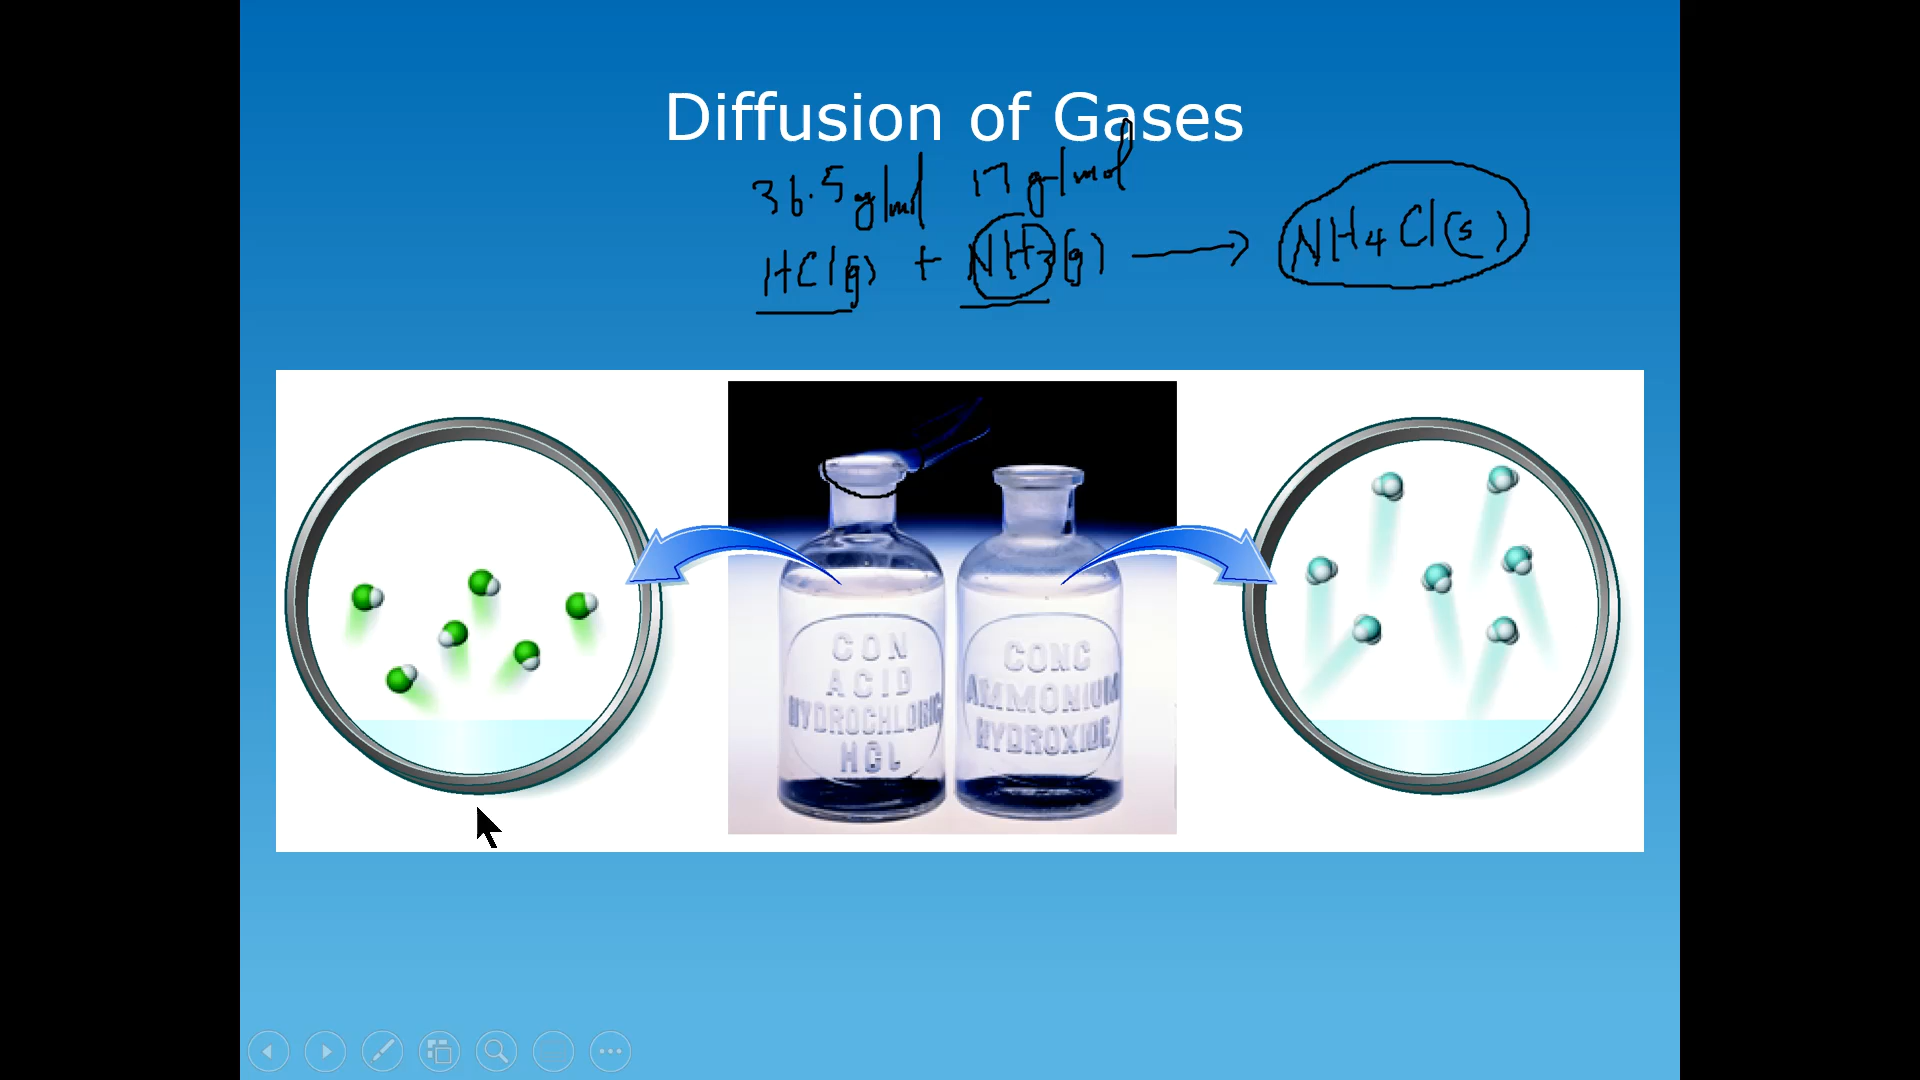 Diffusion of Gases
36.5 g/mol 17 g/mol
HCl(g) + NH3(g) → NH4Cl(s)
CON
ACID
HYDROCHLORIC
HCL
CONC
AMMONIUM
HYDROXIDE